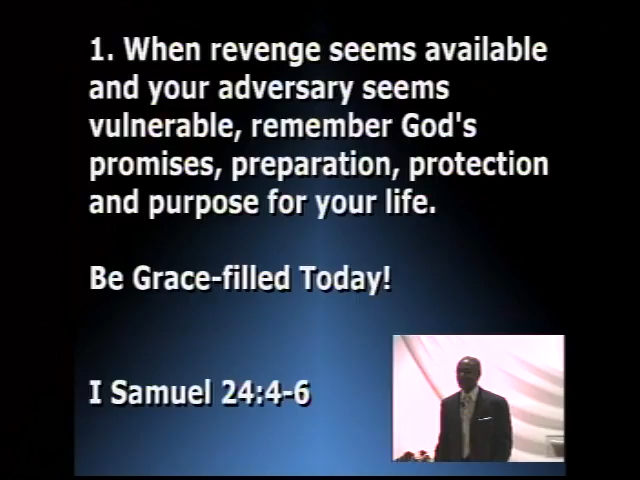 1. When revenge seems available
and your adversary seems
vulnerable, remember God's
promises, preparation, protection
and purpose for your life.
Be Grace-filled Today!
I Samuel 24:4-6